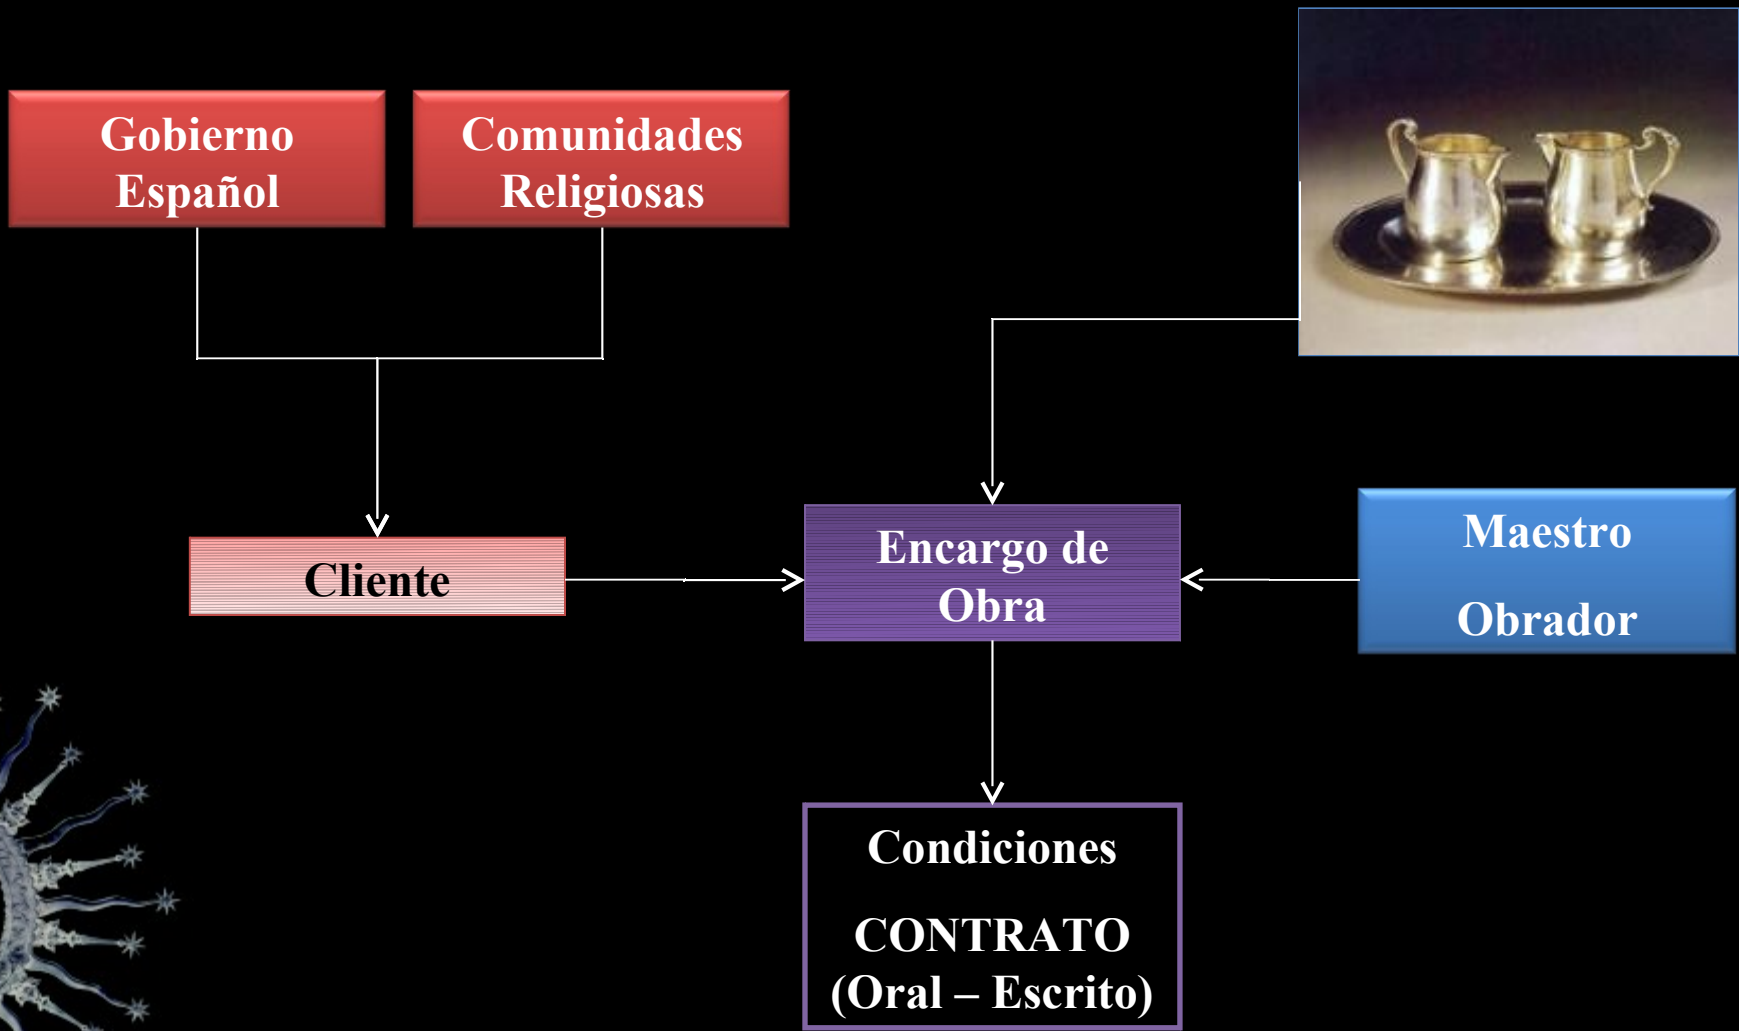 Gobierno
Español
Comunidades
Religiosas
Cliente
Encargo de
Obra
Maestro
Obrador
Condiciones
CONTRATO
(Oral – Escrito)